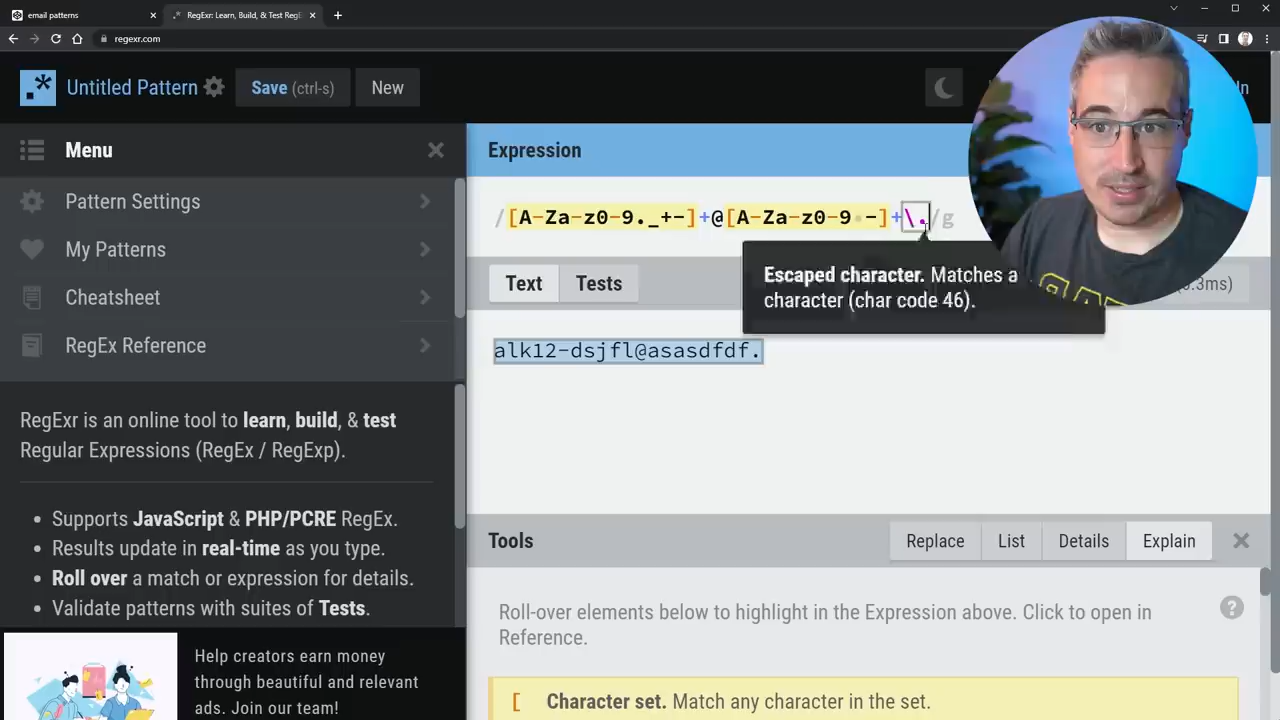 email patterns
RegExr: Learn, Build, & Test RegE
regexr.com
.*
Untitled Pattern
Save (ctrl-s)
New
In
Menu
Pattern Settings
My Patterns
Cheatsheet
RegEx Reference
RegExr is an online tool to learn, build, & test
Regular Expressions (RegEx / RegExp).
• Supports JavaScript & PHP/PCRE RegEx.
• Results update in real-time as you type.
• Roll over a match or expression for details.
• Validate patterns with suites of Tests.
Help creators earn money
through beautiful and relevant
ads. Join our team!
Expression
/[A-Za-z0-9._+-]+@[A-Za-z0-9 -]+\./g
Escaped character. Matches a
character (char code 46).
Text
Tests
.3ms)
alk12-dsjfl@asasdfdf.
Tools
Replace
List
Details
Explain
Roll-over elements below to highlight in the Expression above. Click to open in
Reference.
?
[ Character set. Match any character in the set.